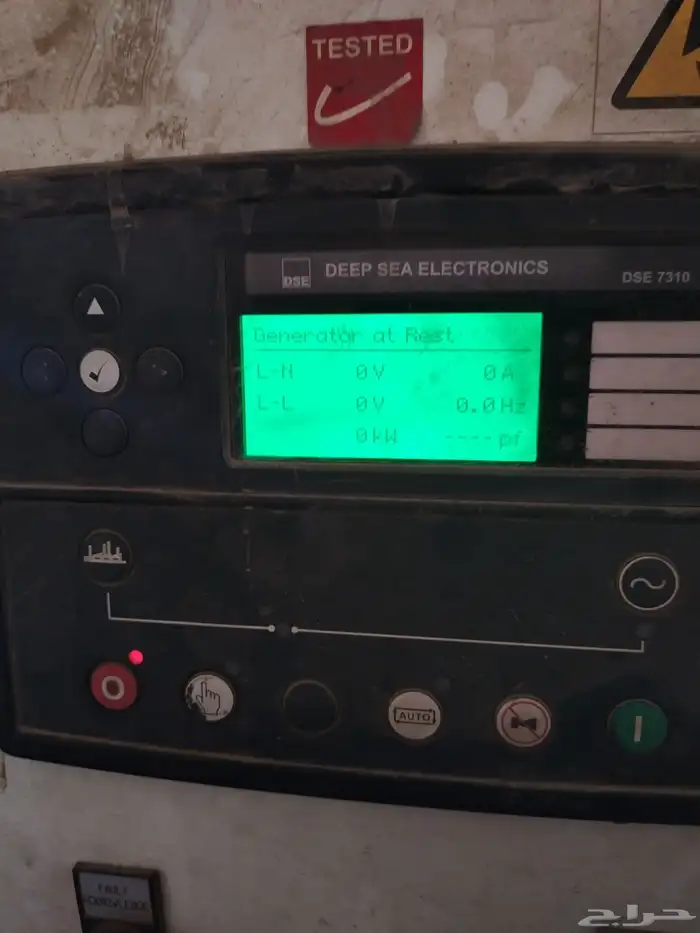 TESTED
DSE DEEP SEA ELECTRONICS
DSE 7310
Generator at Rest
L-N 0V 0A
L-L 0V 0.0Hz
0kW ----pf
O
AUTO
I
FAULT
حراج